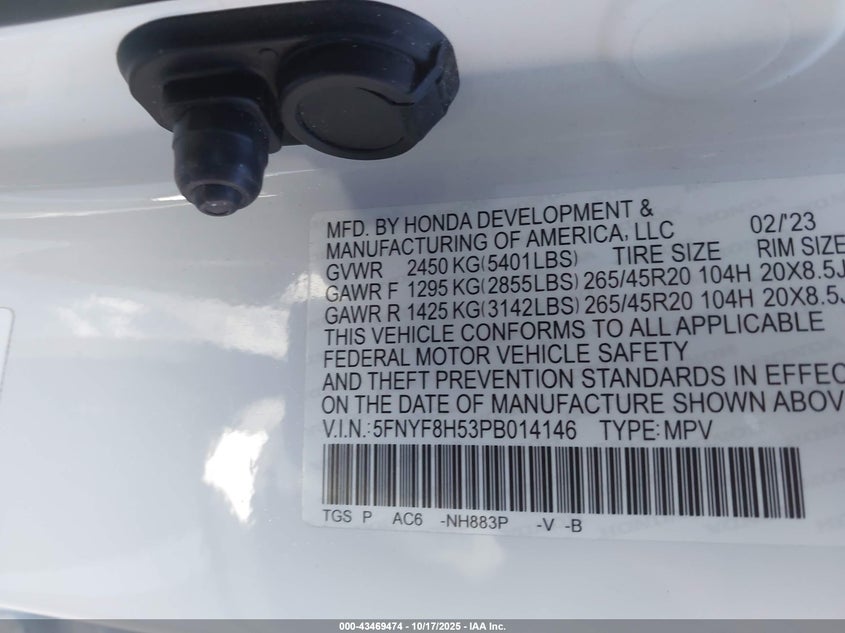 MFD. BY HONDA DEVELOPMENT &
MANUFACTURING OF AMERICA, LLC 02/'23
GVWR 2450 KG(5401LBS) TIRE SIZE RIM SIZE
GAWR F 1295 KG(2855LBS) 265/45R20 104H 20X8.5J
GAWR R 1425 KG(3142LBS) 265/45R20 104H 20X8.5J
THIS VEHICLE CONFORMS TO ALL APPLICABLE
FEDERAL MOTOR VEHICLE SAFETY
AND THEFT PREVENTION STANDARDS IN EFFEC
ON THE DATE OF MANUFACTURE SHOWN ABOV
V.I.N.:5FNYF8H53PB014146 TYPE:MPV
TGS P AC6 -NH883P -V -B
000-43469474 - 10/17/2025 - IAA Inc.